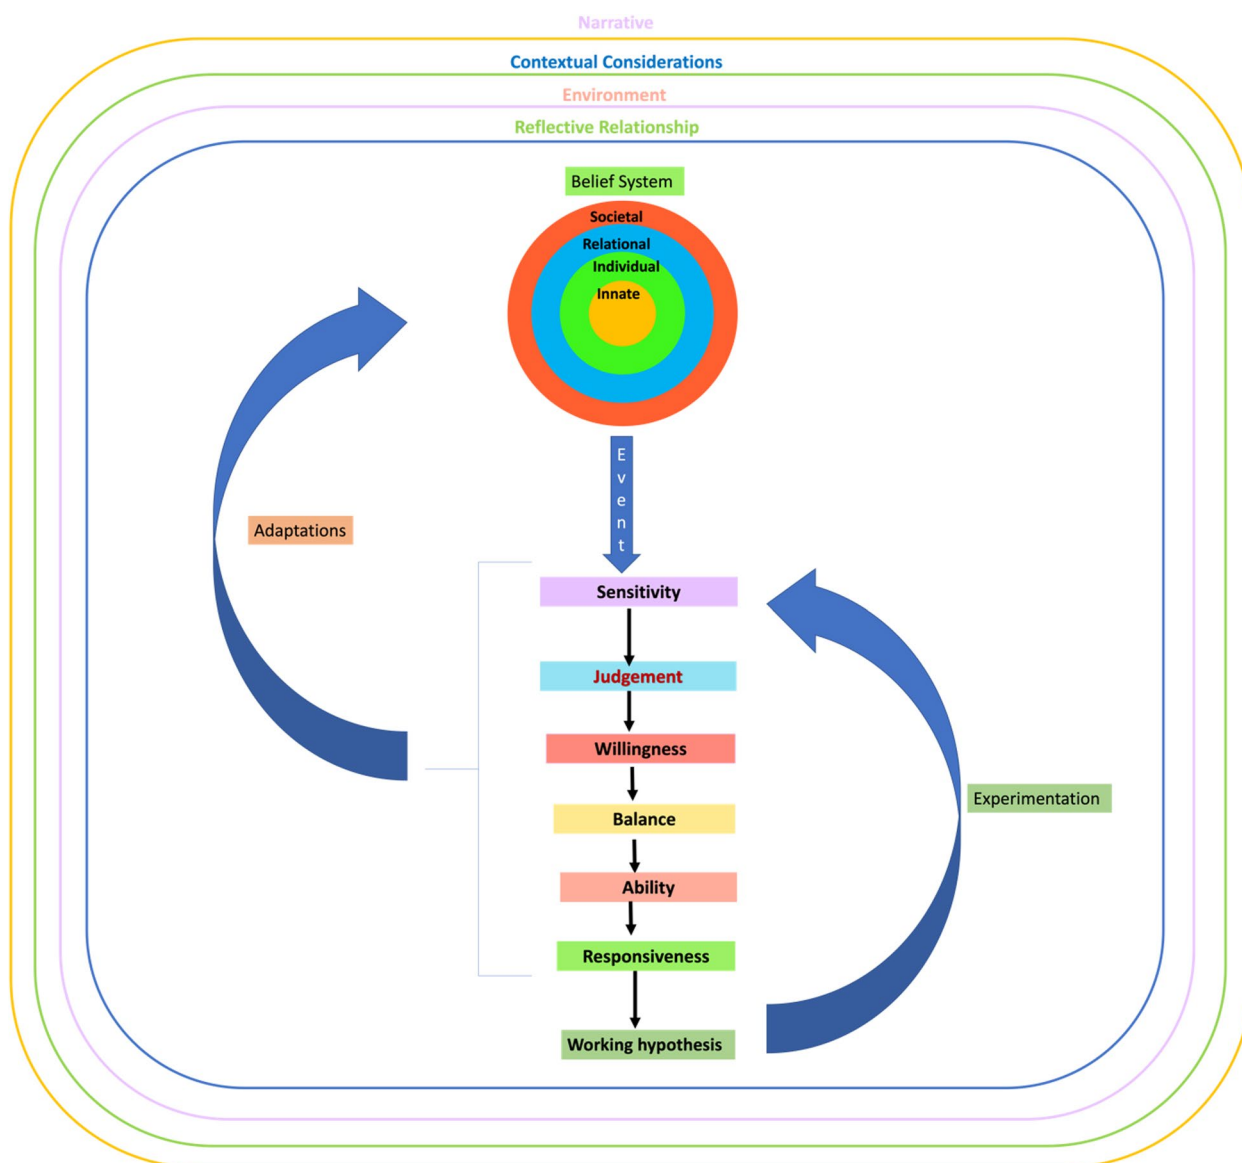 Narrative
Contextual Considerations
Environment
Reflective Relationship
Belief System
Societal
Relational
Individual
Innate
Event
Adaptations
Sensitivity
Judgement
Willingness
Balance
Experimentation
Ability
Responsiveness
Working hypothesis